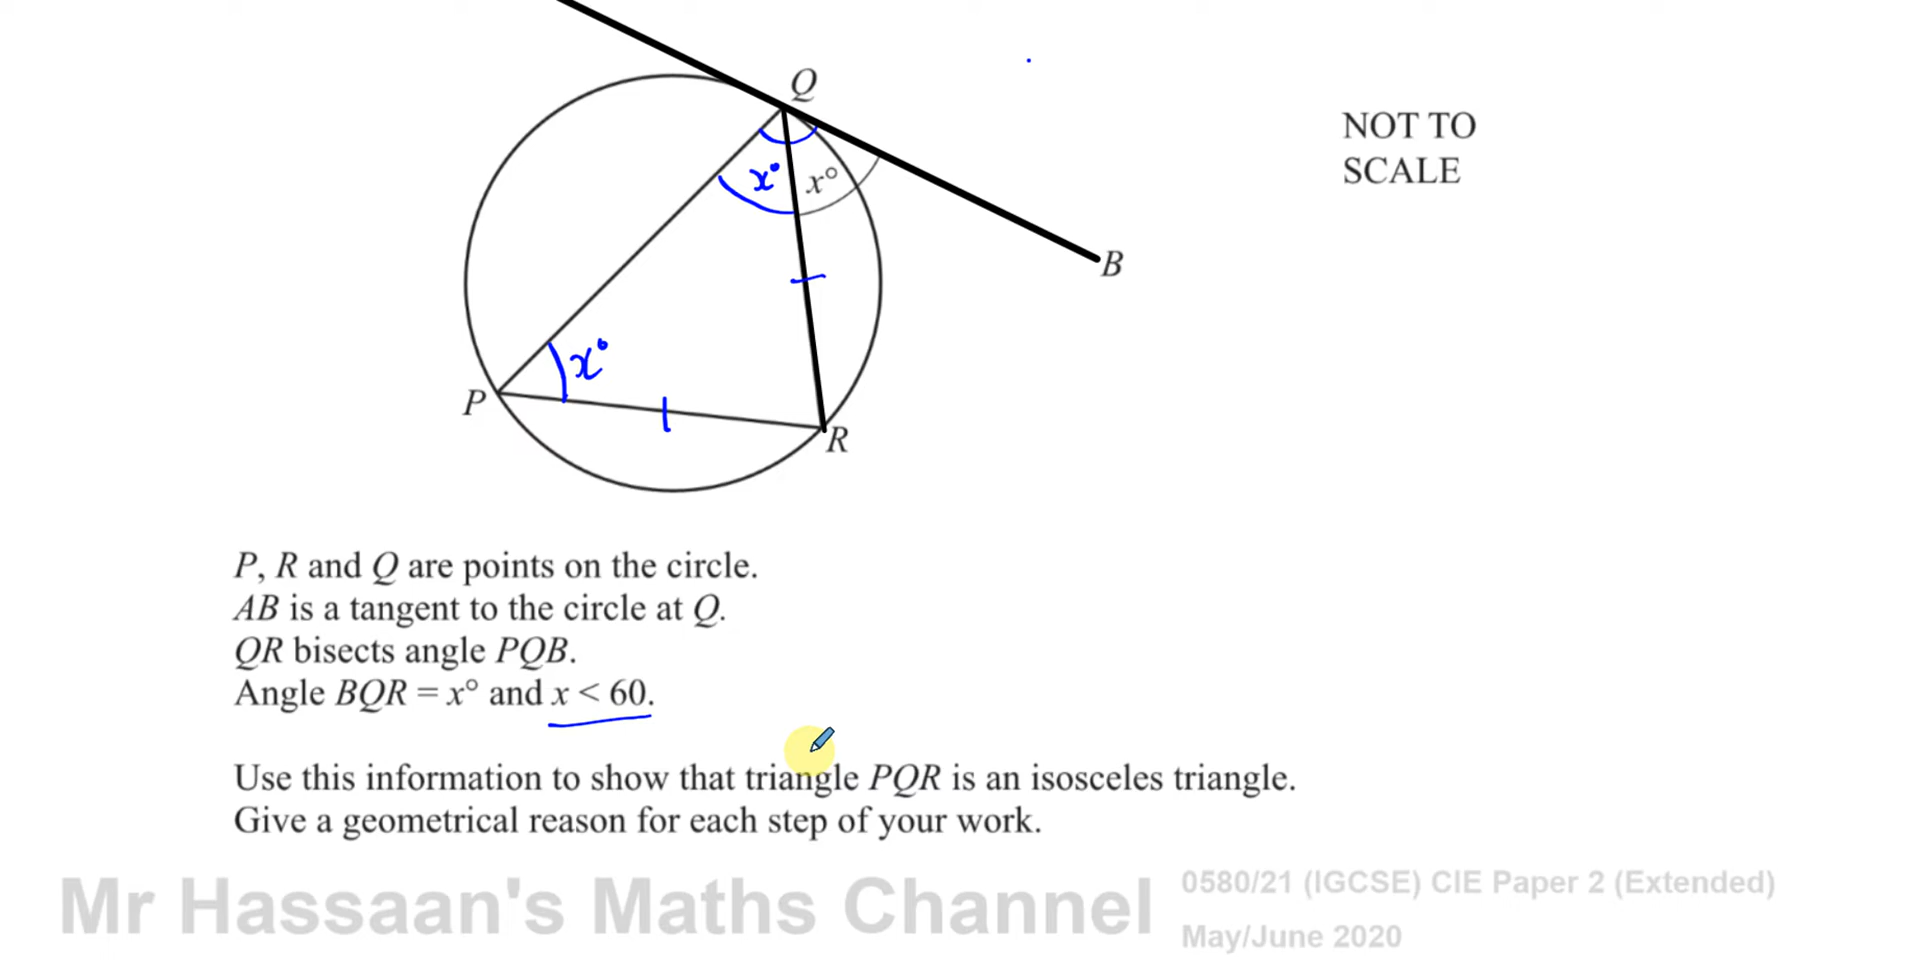 Q
NOT TO
SCALE
x° x°
B
x°
P
R
P, R and Q are points on the circle.
AB is a tangent to the circle at Q.
QR bisects angle PQB.
Angle BQR = x° and x < 60.
Use this information to show that triangle PQR is an isosceles triangle.
Give a geometrical reason for each step of your work.
Mr Hassaan's Maths Channel
0580/21 (IGCSE) CIE Paper 2 (Extended)
May/June 2020